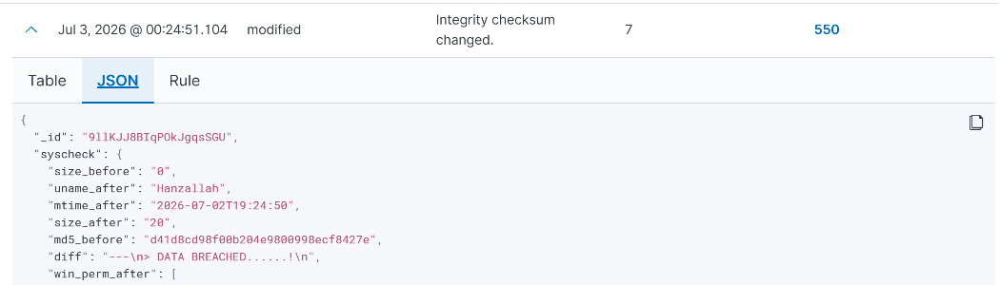 Jul 3, 2026 @ 00:24:51.104 modified Integrity checksum changed. 7 550
Table JSON Rule
{
"_id": "9llKJJ8BIqPOkJgqsSGU",
"syscheck": {
"size_before": "0",
"uname_after": "Hanzallah",
"mtime_after": "2026-07-02T19:24:50",
"size_after": "20",
"md5_before": "d41d8cd98f00b204e9800998ecf8427e",
"diff": "---\n> DATA BREACHED......!\n",
"win_perm_after": [